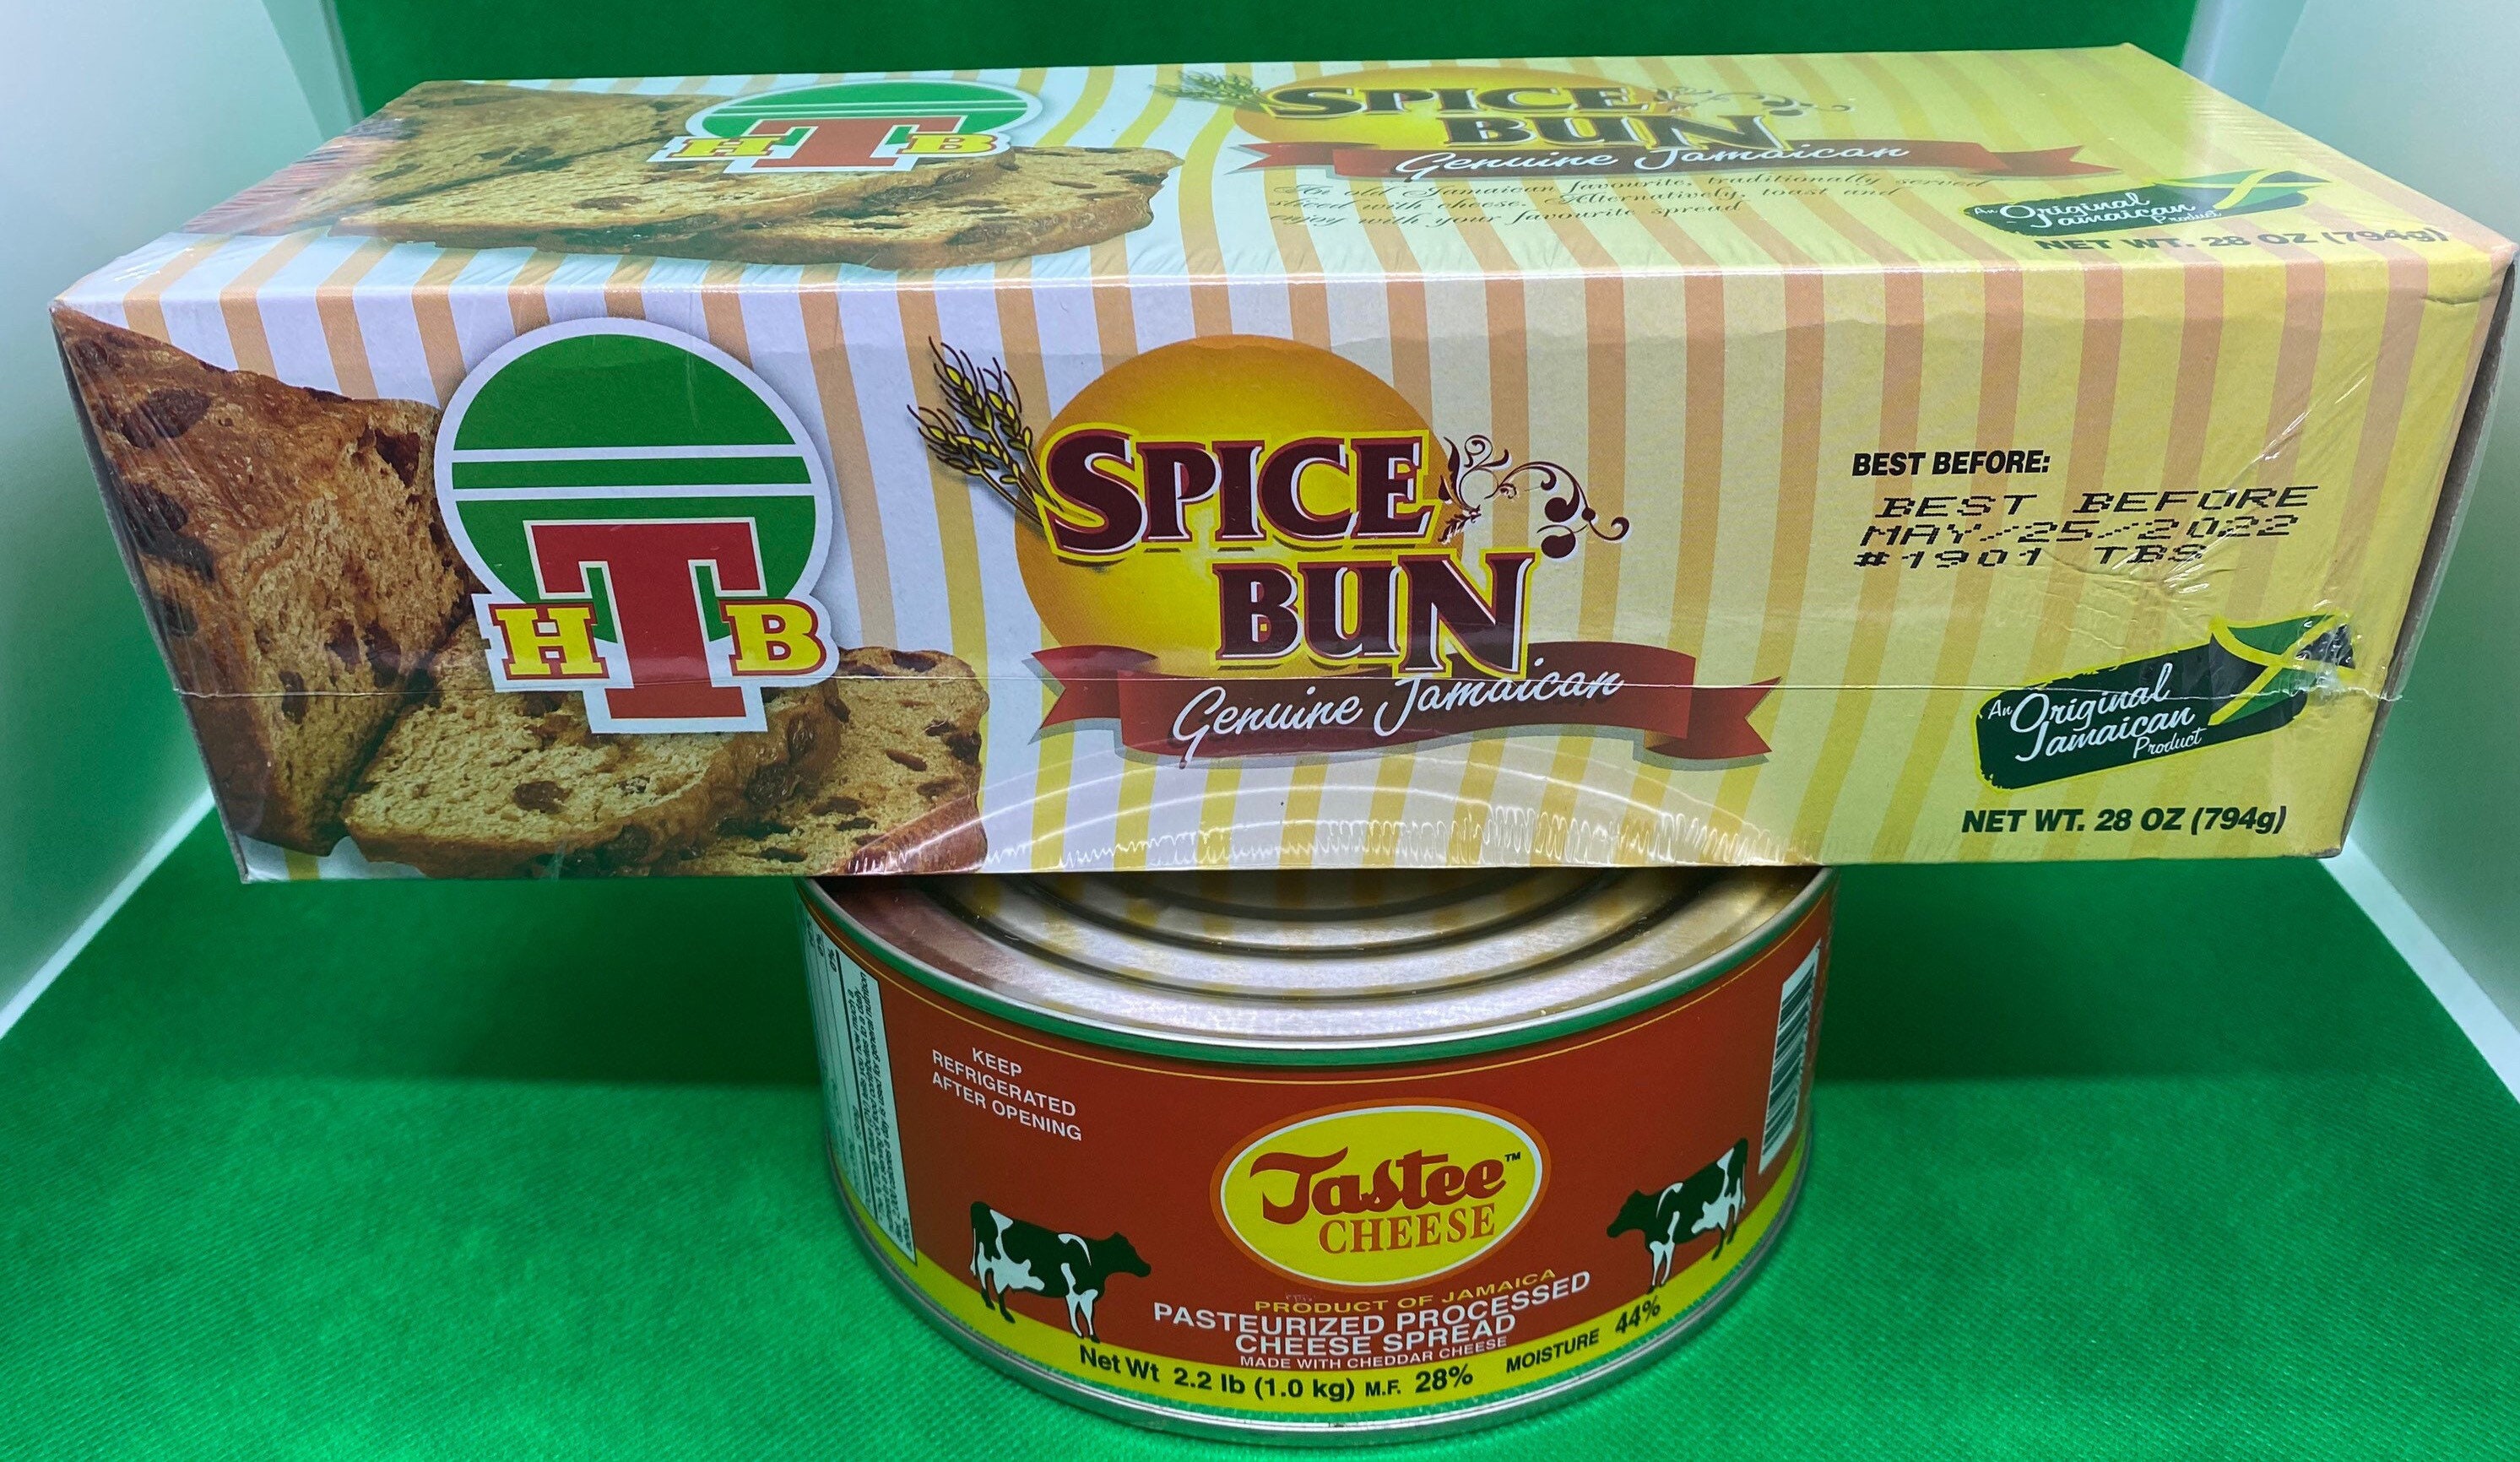 HTB
SPICE
BUN
Genuine Jamaican
An old Jamaican favourite, traditionally served
sliced with cheese. Alternatively, toast and
enjoy with your favourite spread
An Original
Jamaican
Product
NET WT. 28 OZ (794g)
HTB
SPICE
BUN
Genuine Jamaican
BEST BEFORE:
BEST BEFORE
MAY/25/2022
#1901 TBS
An Original
Jamaican
Product
NET WT. 28 OZ (794g)
KEEP
REFRIGERATED
AFTER OPENING
Tastee™
CHEESE
PRODUCT OF JAMAICA
PASTEURIZED PROCESSED
CHEESE SPREAD
MADE WITH CHEDDAR CHEESE
Net Wt 2.2 lb (1.0 kg) M.F. 28% MOISTURE 44%